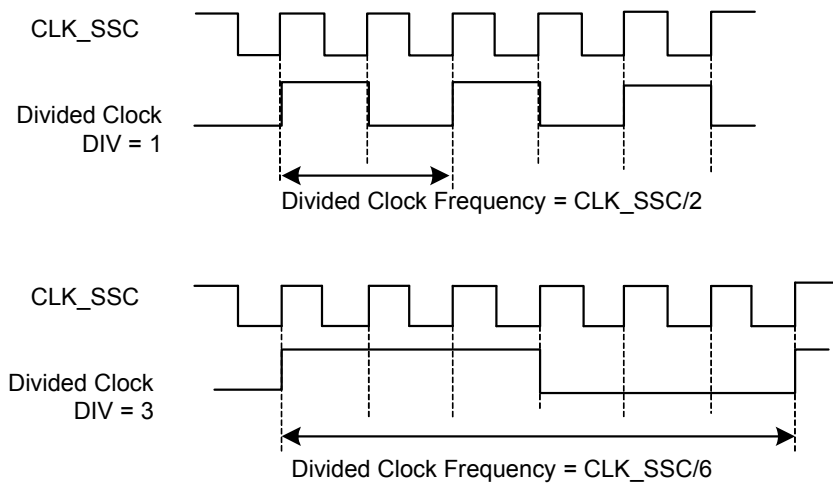 CLK_SSC
Divided Clock
DIV = 1
Divided Clock Frequency = CLK_SSC/2
CLK_SSC
Divided Clock
DIV = 3
Divided Clock Frequency = CLK_SSC/6